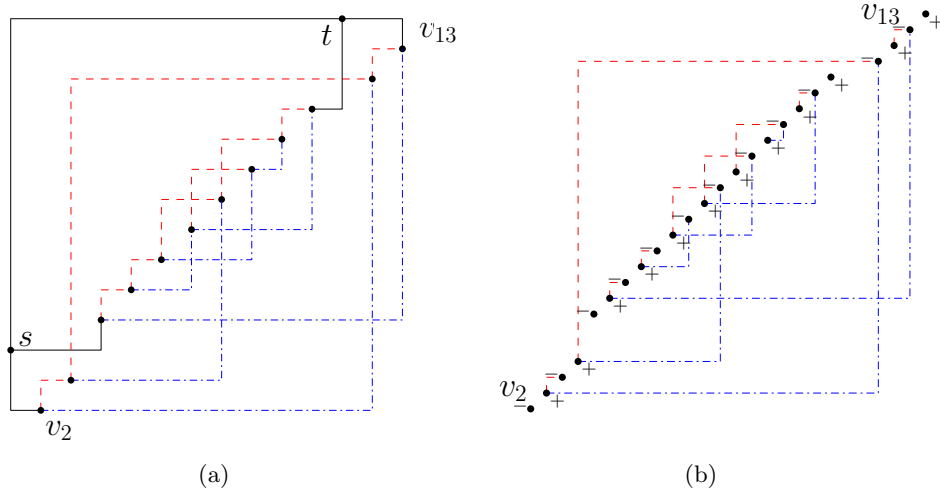 t
v₁₃
s
v₂
(a)
v₁₃
− − − − − − − − − − − − −
+ + + + + + + + + + + + +
v₂
(b)